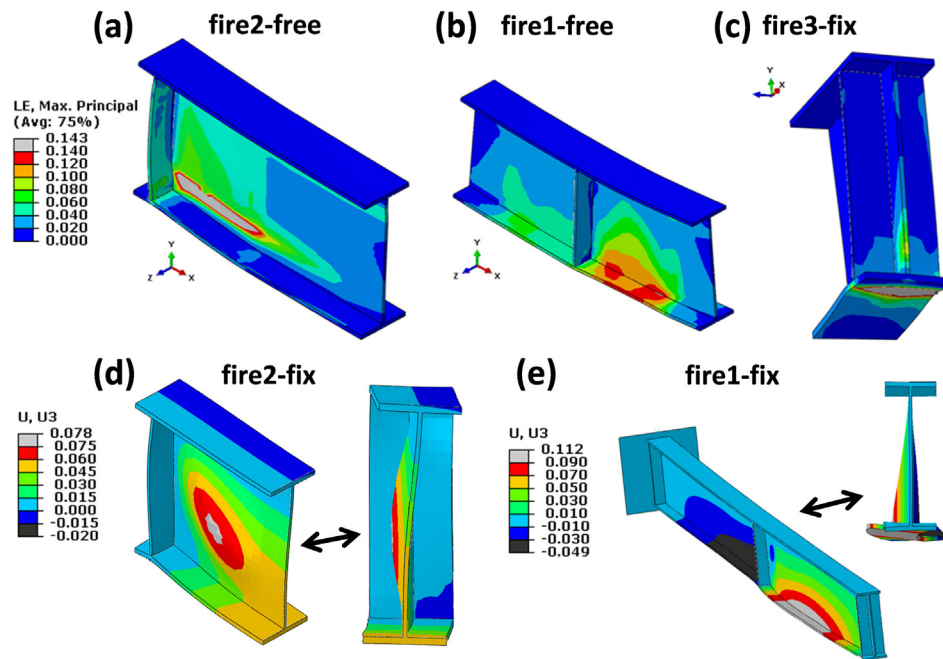 (a) fire2-free
(b) fire1-free
(c) fire3-fix
LE, Max. Principal
(Avg: 75%)
0.143
0.140
0.120
0.100
0.080
0.060
0.040
0.020
0.000
Y
Z
X
Y
Z
X
Y
X
(d) fire2-fix
(e) fire1-fix
U, U3
0.078
0.075
0.060
0.045
0.030
0.015
0.000
-0.015
-0.020
U, U3
0.112
0.090
0.070
0.050
0.030
0.010
-0.010
-0.030
-0.049